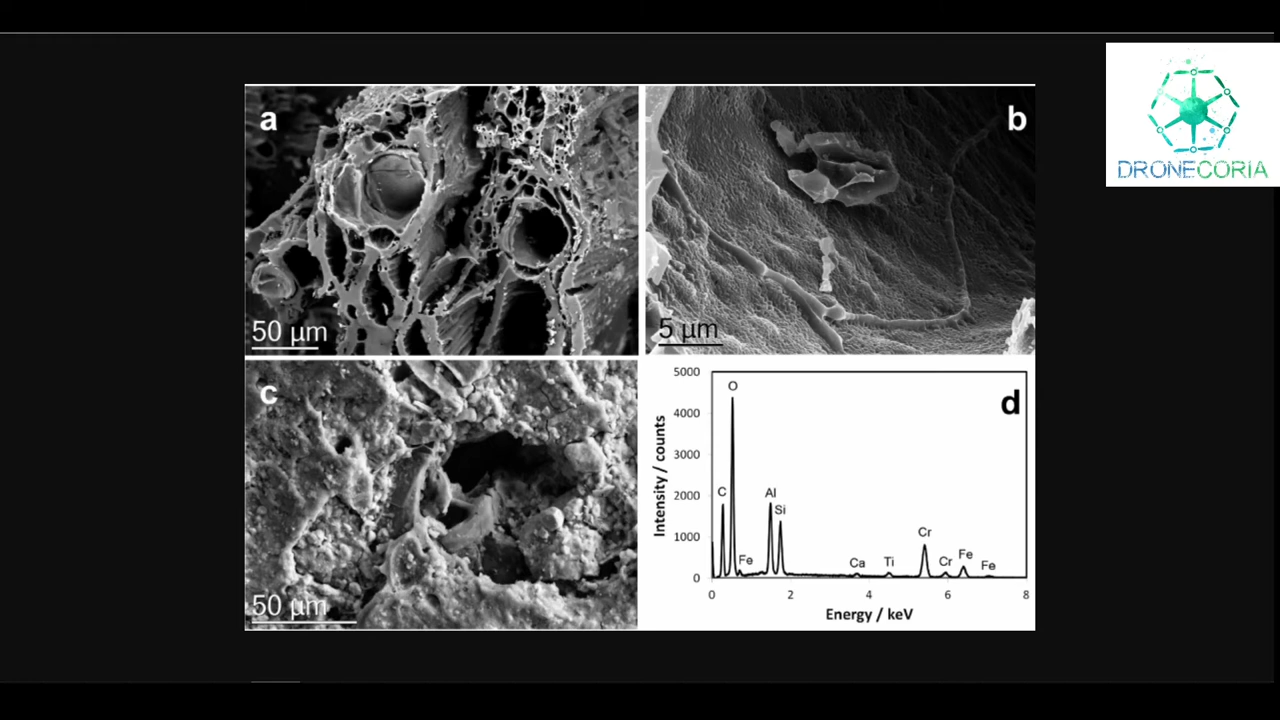 DRONECORIA
a
50 µm
b
5 µm
c
50 µm
d
Intensity / counts
5000
4000
3000
2000
1000
0
O
C
Fe
Al
Si
Ca
Ti
Cr
Cr
Fe
Fe
0 2 4 6 8
Energy / keV